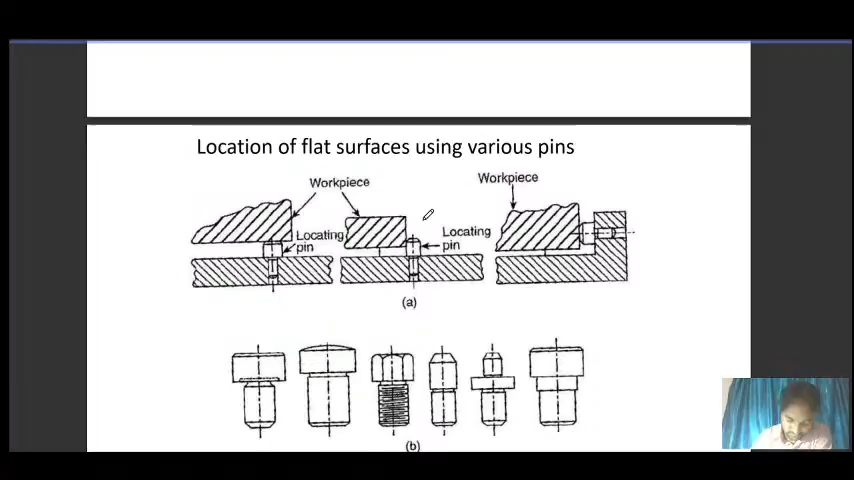 Location of flat surfaces using various pins
Workpiece
Workpiece
Locating
pin
Locating
pin
(a)
(b)